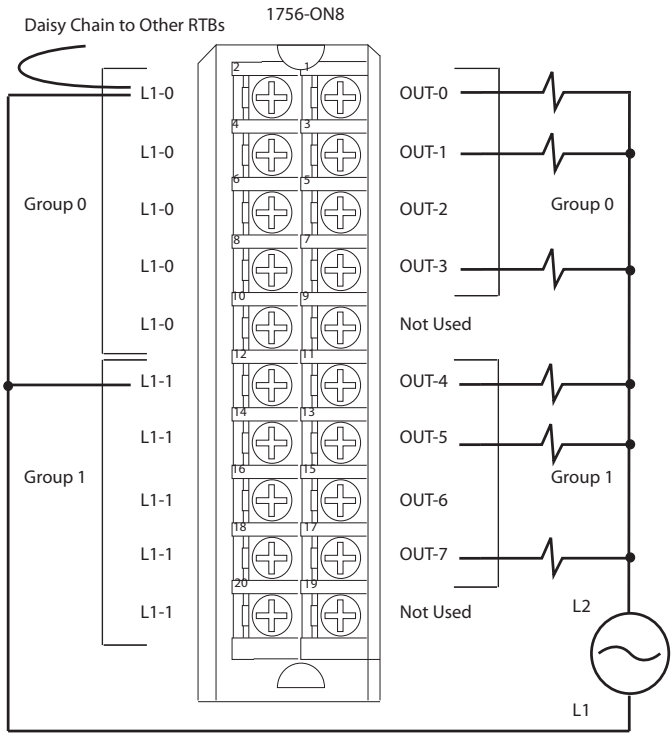 1756-ON8
Daisy Chain to Other RTBs
2 1
L1-0 OUT-0
4 3
L1-0 OUT-1
6 5
Group 0 L1-0 OUT-2 Group 0
8 7
L1-0 OUT-3
10 9
L1-0 Not Used
12 11
L1-1 OUT-4
14 13
L1-1 OUT-5
16 15
Group 1 L1-1 OUT-6 Group 1
18 17
L1-1 OUT-7
20 19
L1-1 Not Used
L2
L1